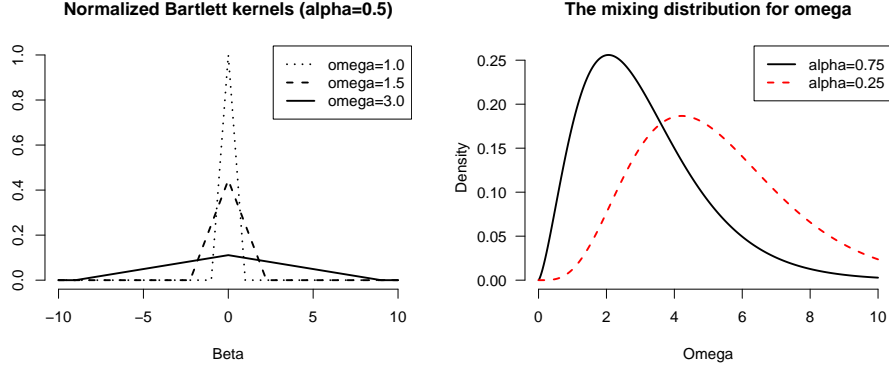 Normalized Bartlett kernels (alpha=0.5)
1.0
0.8
0.6
0.4
0.2
0.0
omega=1.0
omega=1.5
omega=3.0
−10 −5 0 5 10
Beta
The mixing distribution for omega
Density
0.25
0.20
0.15
0.10
0.05
0.00
alpha=0.75
alpha=0.25
0 2 4 6 8 10
Omega